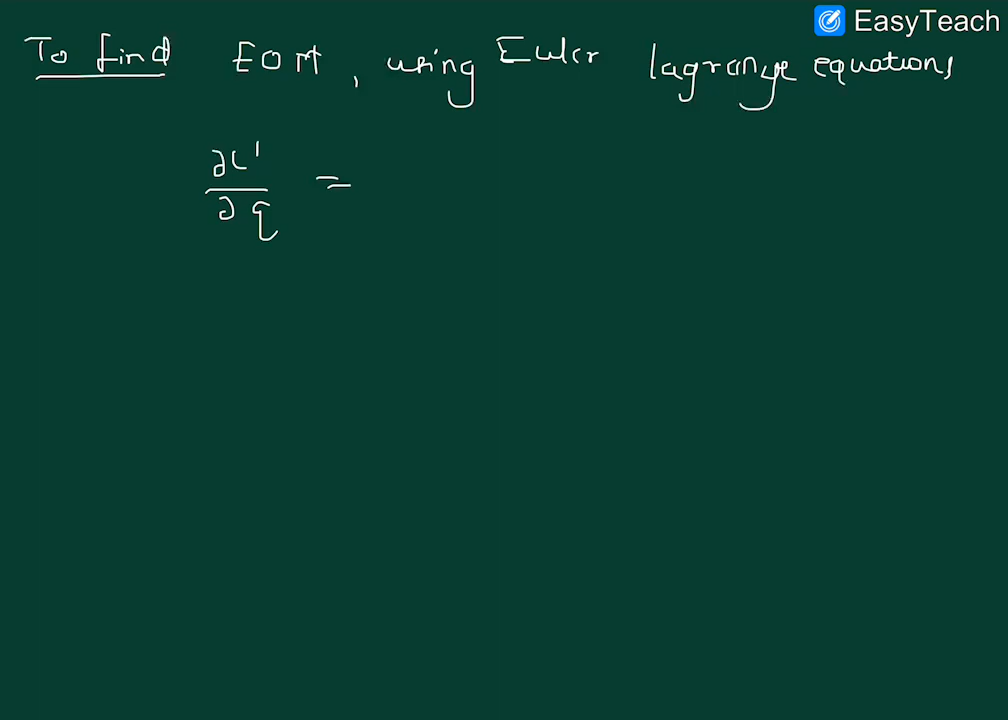 EasyTeach
To find EOM, using Euler lagrange equations
∂L'/∂q =